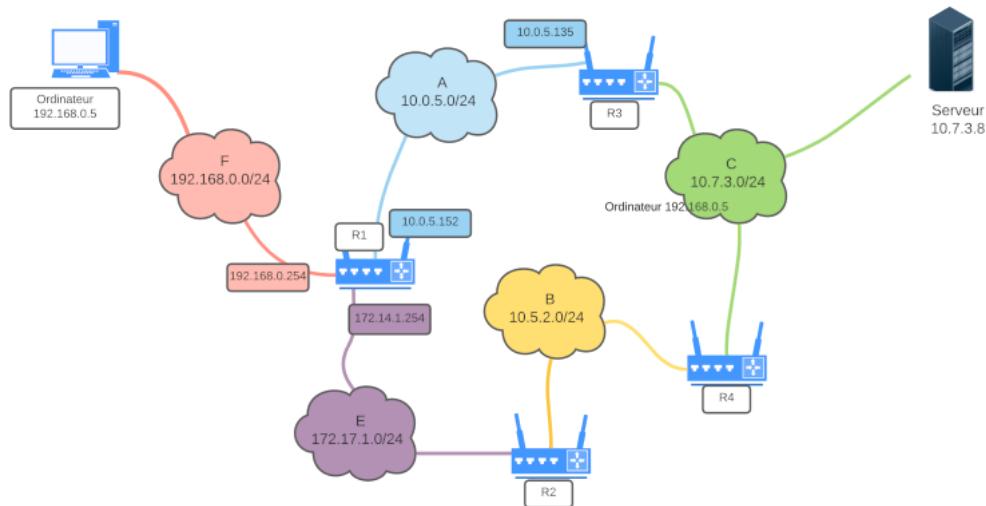 10.0.5.135
Ordinateur
192.168.0.5
A
10.0.5.0/24
R3
Serveur
10.7.3.8
F
192.168.0.0/24
C
10.7.3.0/24
Ordinateur 192.168.0.5
R1
10.0.5.152
192.168.0.254
172.14.1.254
B
10.5.2.0/24
R4
E
172.17.1.0/24
R2